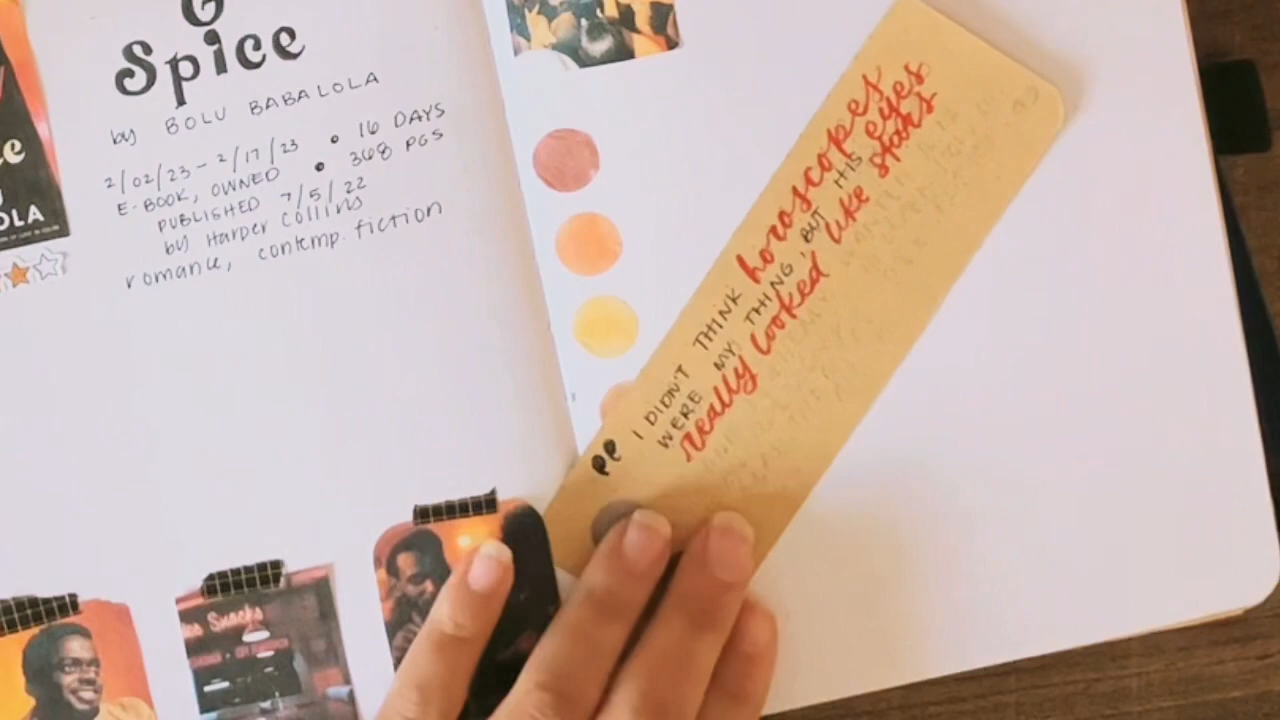 G
Spice
by BOLU BABALOLA
2/02/23 - 2/17/23 • 16 DAYS
E-BOOK, OWNED • 368 PGS
PUBLISHED 7/5/22
by Harper Collins
romance, contemp. fiction
OLA
I DIDN'T THINK horoscopes
WERE MY THING, BUT HIS eyes
really looked like stars
Snacks